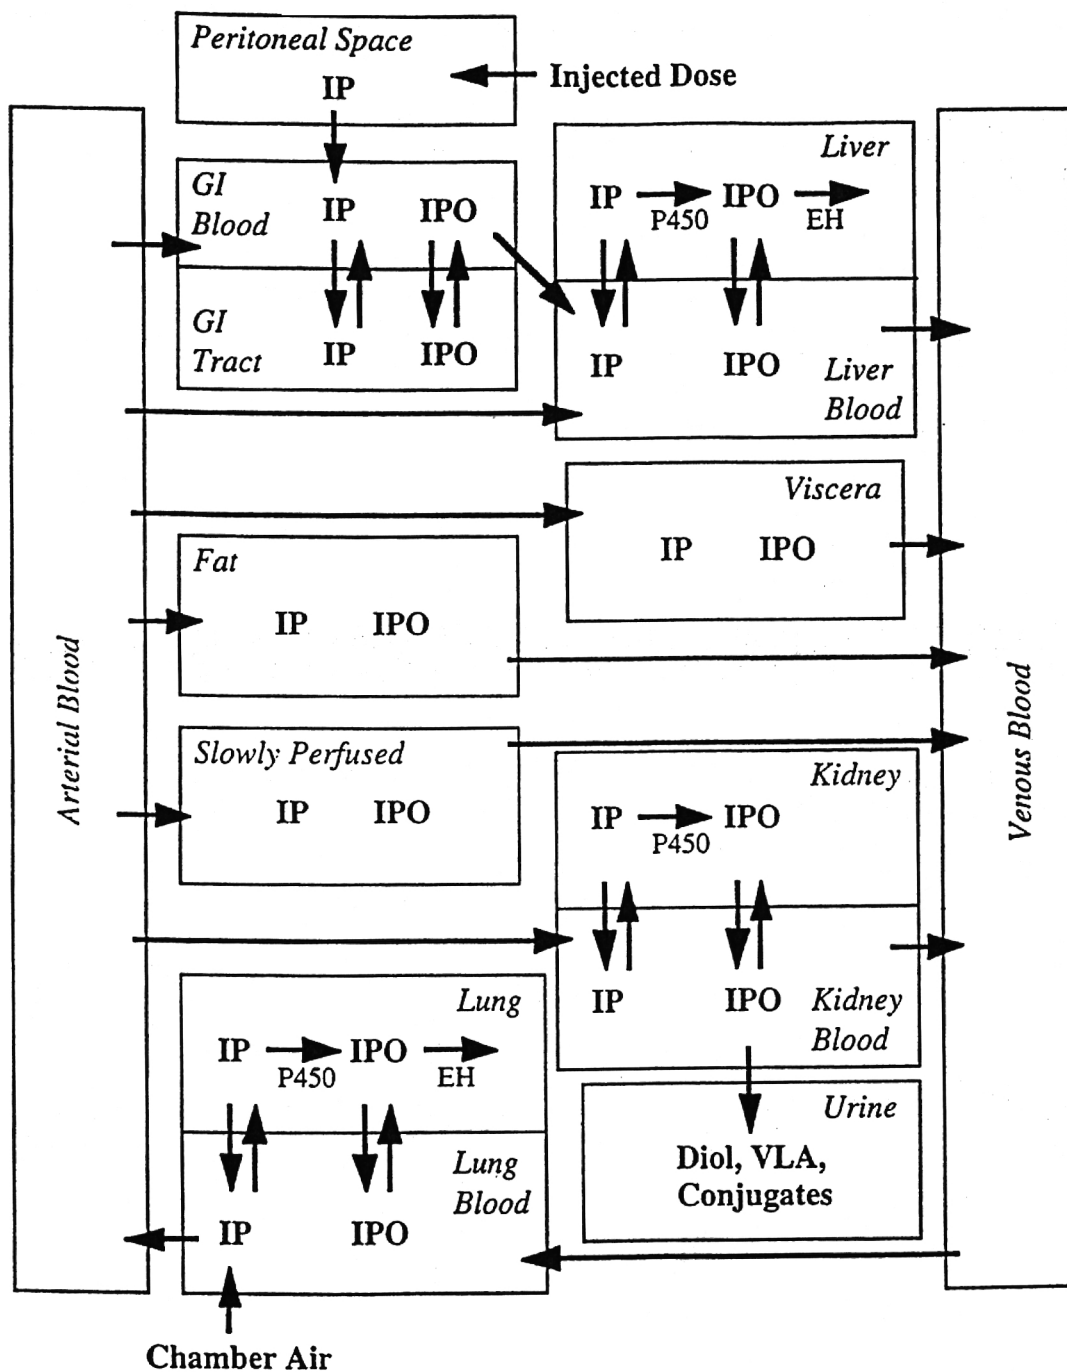 Peritoneal Space
IP
Injected Dose
GI
Blood
IP IPO
GI
Tract
IP IPO
Liver
IP IPO
P450 EH
IP IPO
Liver
Blood
Viscera
IP IPO
Fat
IP IPO
Arterial Blood
Slowly Perfused
IP IPO
Venous Blood
Kidney
IP IPO
P450
IP IPO
Kidney
Blood
Lung
IP IPO
P450 EH
Lung
Blood
IP IPO
Urine
Diol, VLA,
Conjugates
Chamber Air